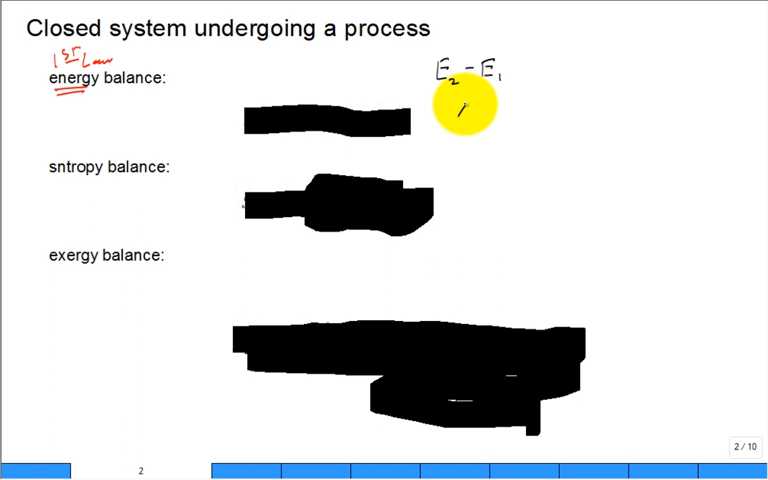 Closed system undergoing a process
1ST Law
energy balance:
E2 - E1
sntropy balance:
exergy balance:
2 / 10
2